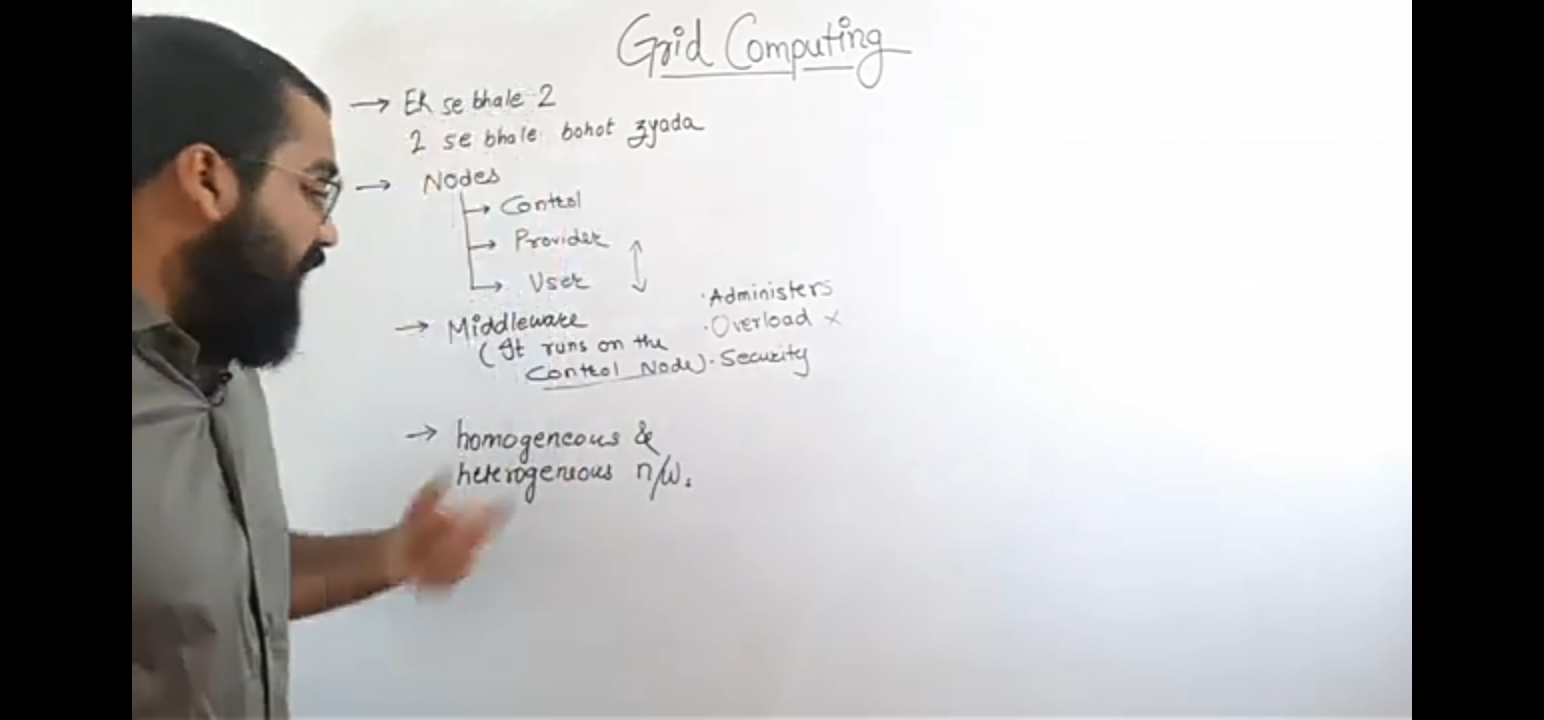 Grid Computing
→ Ek se bhale 2
2 se bhale bohot zyada
→ Nodes
→ Control
→ Provider
→ User
→ Middleware
(It runs on the
Control Node)
· Administers
· Overload ×
· Security
→ homogeneous &
heterogeneous n/w.